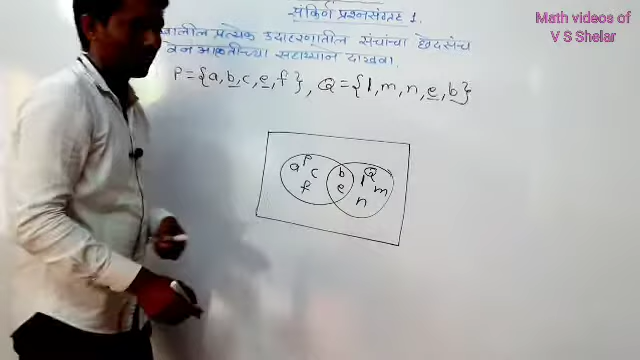 Math videos of
V S Shelar
संकिर्ण प्रश्नसंग्रह 1.
खालील प्रत्येक उदाहरणातील संचांचा छेदसंच
वेन आकृतीच्या सहाय्याने दाखवा.
P = {a, b, c, e, f }, Q = {l, m, n, e, b}
P Q
a c f b e l m n